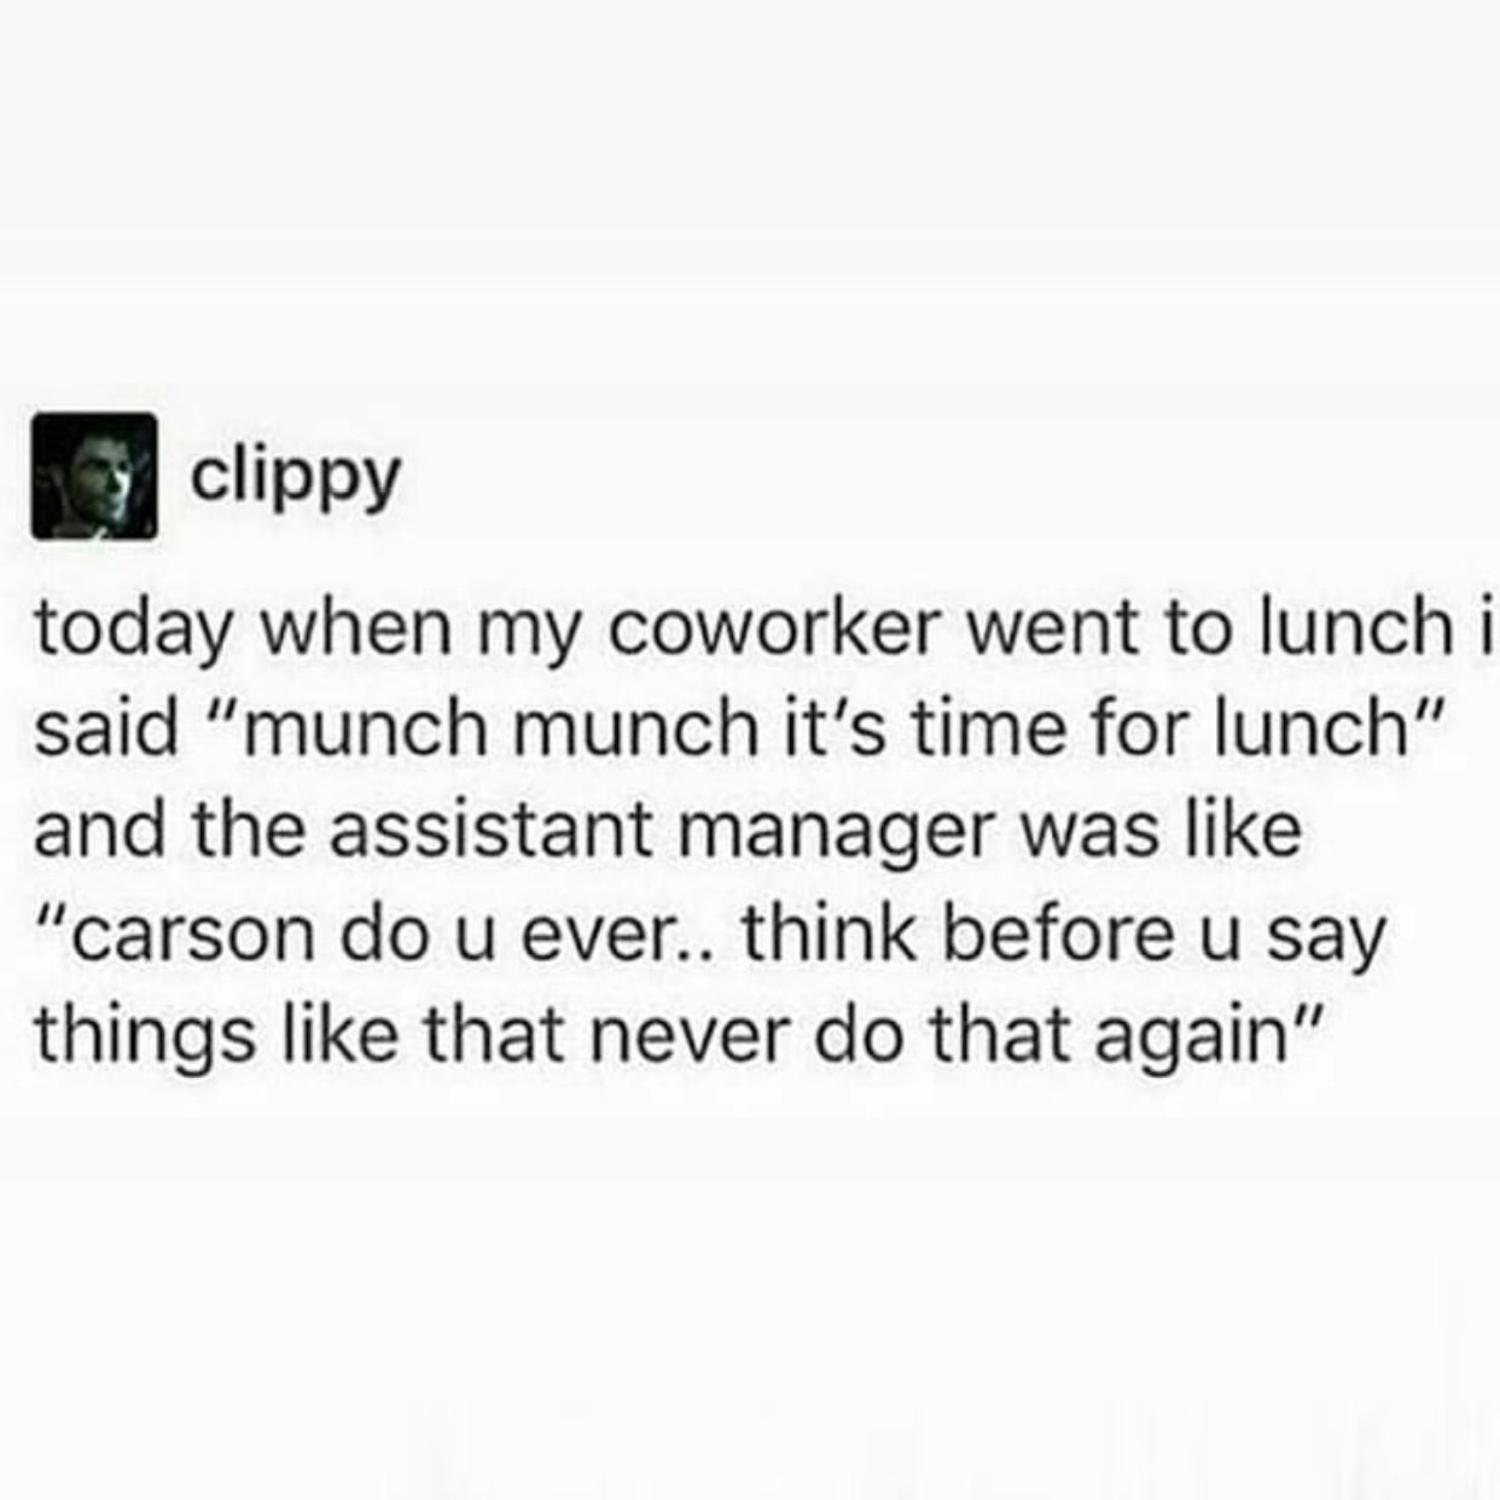 clippy
today when my coworker went to lunch i
said “munch munch it’s time for lunch”
and the assistant manager was like
“carson do u ever.. think before u say
things like that never do that again”